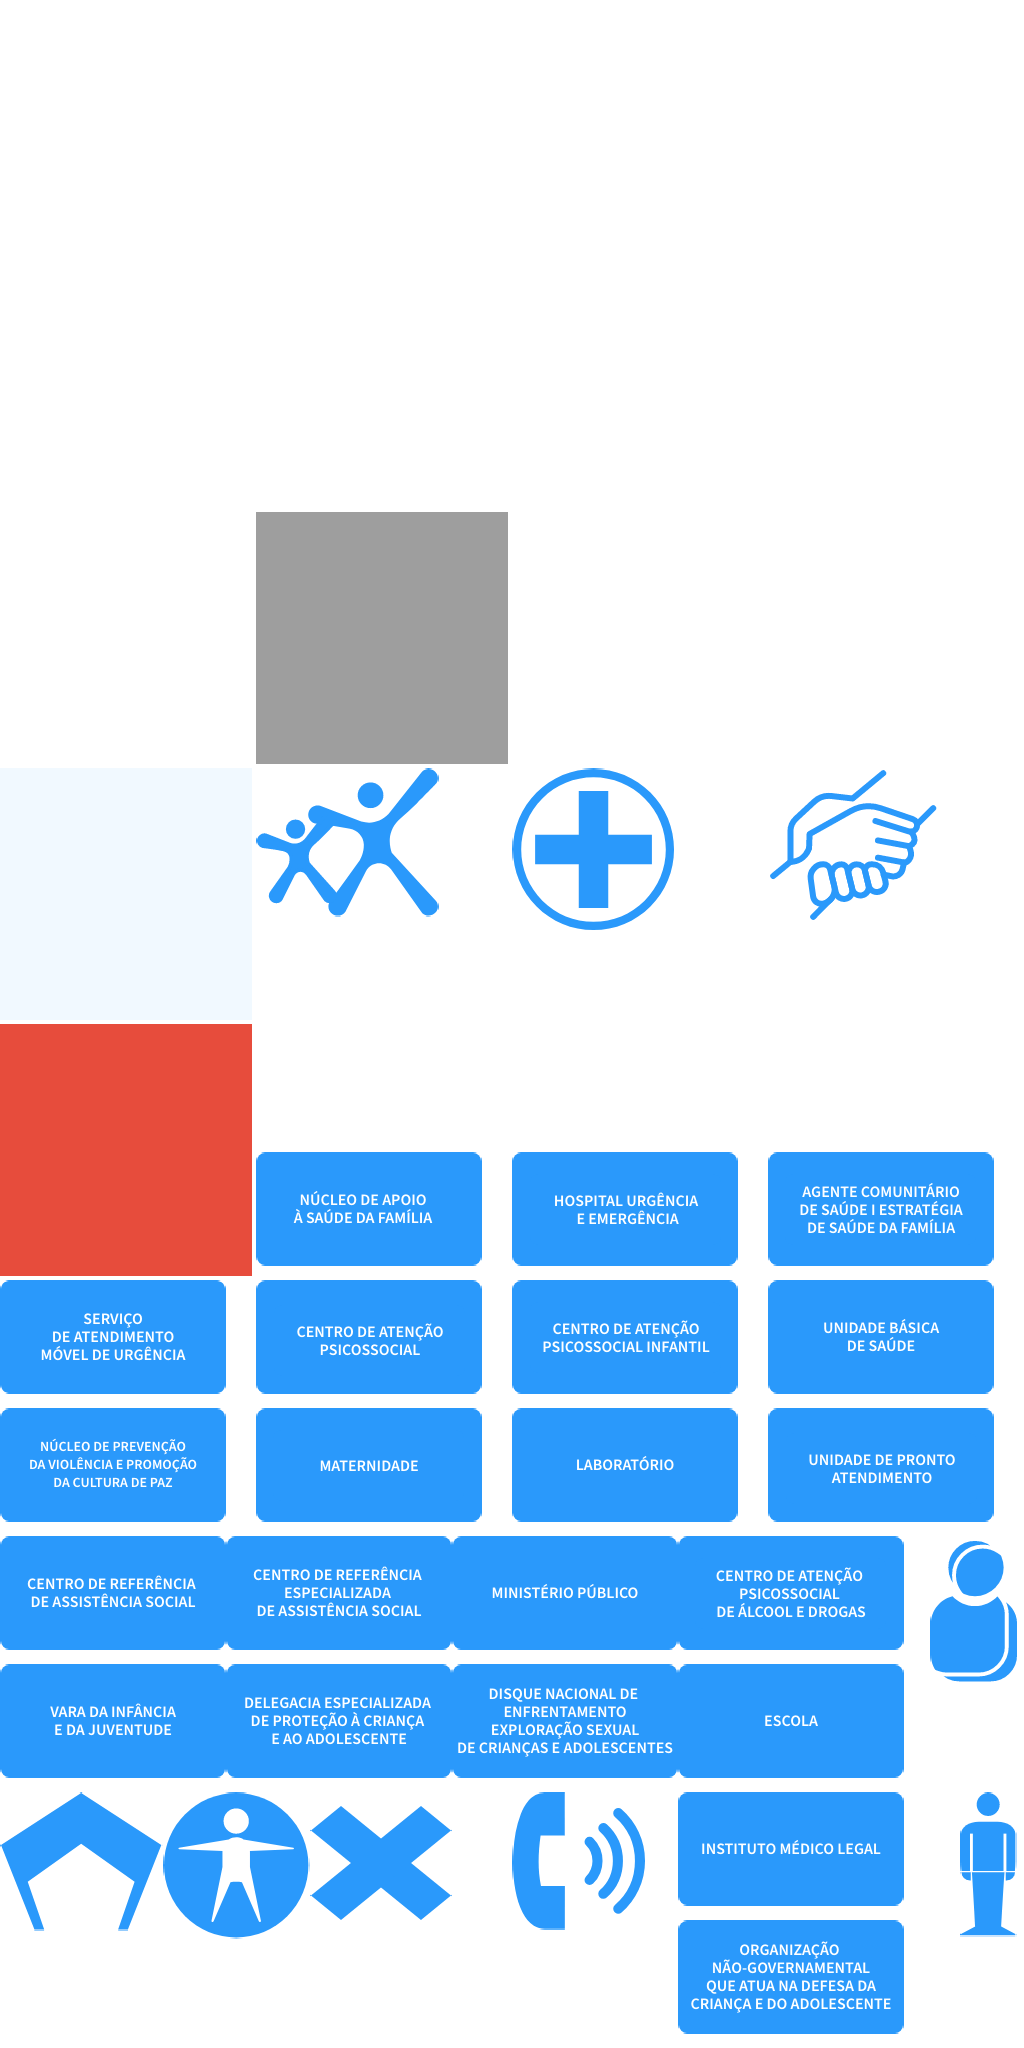 NÚCLEO DE APOIO
À SAÚDE DA FAMÍLIA
HOSPITAL URGÊNCIA
E EMERGÊNCIA
AGENTE COMUNITÁRIO
DE SAÚDE I ESTRATÉGIA
DE SAÚDE DA FAMÍLIA
SERVIÇO
DE ATENDIMENTO
MÓVEL DE URGÊNCIA
CENTRO DE ATENÇÃO
PSICOSSOCIAL
CENTRO DE ATENÇÃO
PSICOSSOCIAL INFANTIL
UNIDADE BÁSICA
DE SAÚDE
NÚCLEO DE PREVENÇÃO
DA VIOLÊNCIA E PROMOÇÃO
DA CULTURA DE PAZ
MATERNIDADE
LABORATÓRIO
UNIDADE DE PRONTO
ATENDIMENTO
CENTRO DE REFERÊNCIA
DE ASSISTÊNCIA SOCIAL
CENTRO DE REFERÊNCIA
ESPECIALIZADA
DE ASSISTÊNCIA SOCIAL
MINISTÉRIO PÚBLICO
CENTRO DE ATENÇÃO
PSICOSSOCIAL
DE ÁLCOOL E DROGAS
VARA DA INFÂNCIA
E DA JUVENTUDE
DELEGACIA ESPECIALIZADA
DE PROTEÇÃO À CRIANÇA
E AO ADOLESCENTE
DISQUE NACIONAL DE
ENFRENTAMENTO
EXPLORAÇÃO SEXUAL
DE CRIANÇAS E ADOLESCENTES
ESCOLA
INSTITUTO MÉDICO LEGAL
ORGANIZAÇÃO
NÃO-GOVERNAMENTAL
QUE ATUA NA DEFESA DA
CRIANÇA E DO ADOLESCENTE